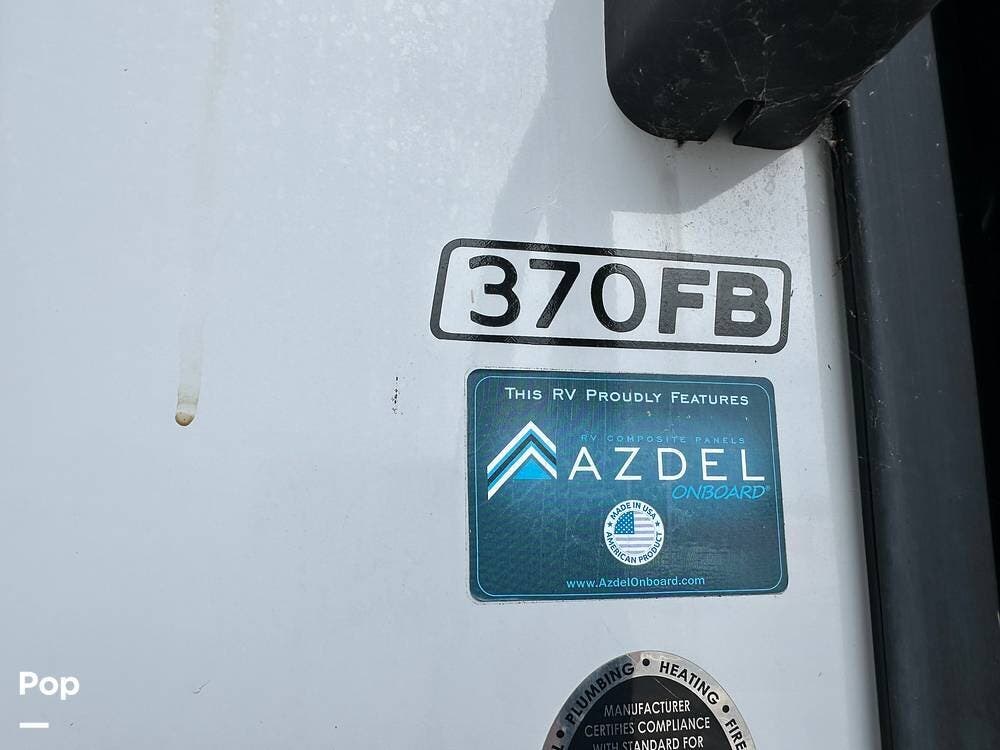 370FB
THIS RV PROUDLY FEATURES
RV COMPOSITE PANELS
AZDEL
ONBOARD®
MADE IN USA
AMERICAN PRODUCT
www.AzdelOnboard.com
PLUMBING • HEATING • FIRE
MANUFACTURER
CERTIFIES COMPLIANCE
WITH STANDARD FOR
Pop